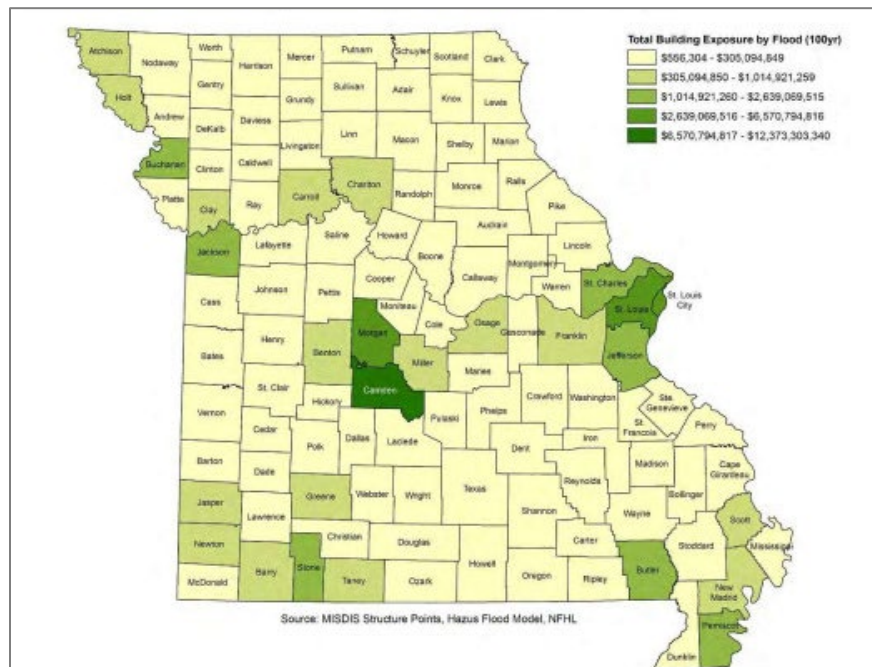 Total Building Exposure by Flood (100yr)
$556,304 - $305,094,849
$305,094,850 - $1,014,921,259
$1,014,921,260 - $2,639,069,515
$2,639,069,516 - $6,570,794,816
$6,570,794,817 - $12,373,303,340
Atchison
Nodaway
Worth
Harrison
Mercer
Putnam
Schuyler
Scotland
Clark
Holt
Gentry
Sullivan
Adair
Knox
Lewis
Andrew
DeKalb
Daviess
Grundy
Linn
Macon
Shelby
Marion
Buchanan
Clinton
Caldwell
Livingston
Chariton
Randolph
Monroe
Ralls
Pike
Platte
Clay
Ray
Carroll
Saline
Howard
Boone
Audrain
Lincoln
Jackson
Lafayette
Cooper
Callaway
Montgomery
Warren
St. Charles
St. Louis
St. Louis
City
Cass
Johnson
Pettis
Moniteau
Cole
Osage
Gasconade
Franklin
Jefferson
Bates
Henry
Benton
Morgan
Miller
Maries
Camden
St. Clair
Hickory
Pulaski
Phelps
Crawford
Washington
Ste.
Genevieve
St.
Francois
Perry
Vernon
Cedar
Polk
Dallas
Laclede
Dent
Iron
Madison
Cape
Girardeau
Barton
Dade
Greene
Webster
Wright
Texas
Reynolds
Bollinger
Jasper
Lawrence
Christian
Douglas
Shannon
Wayne
Scott
Newton
Stone
Howell
Carter
Stoddard
Mississippi
McDonald
Barry
Taney
Ozark
Oregon
Ripley
Butler
New
Madrid
Pemiscot
Dunklin
Source: MISDIS Structure Points, Hazus Flood Model, NFHL